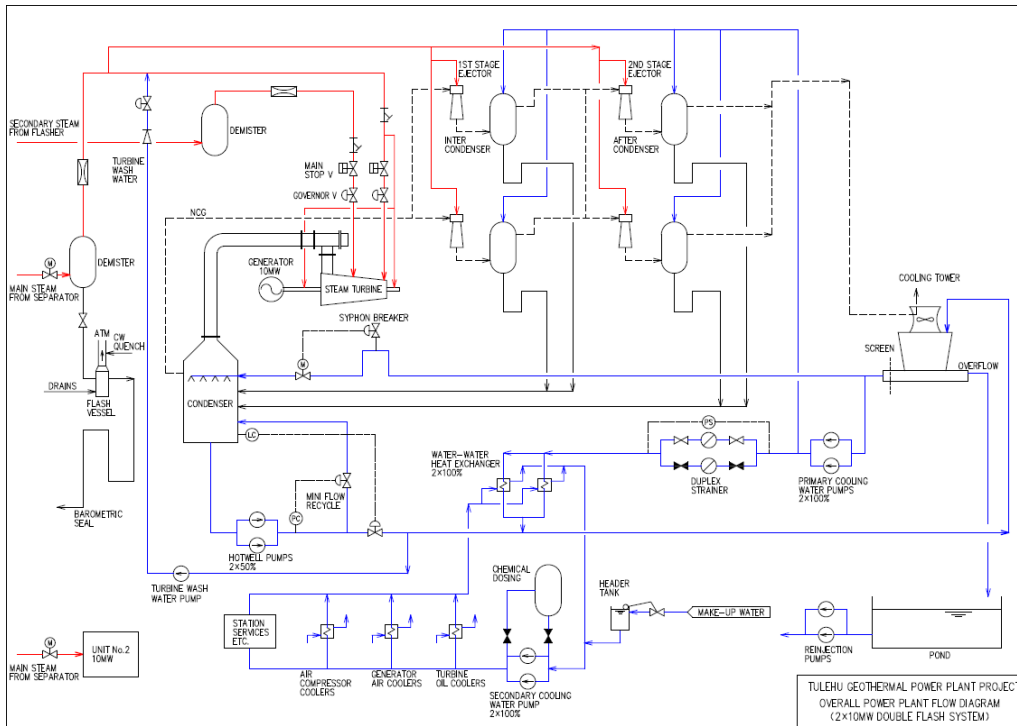 1ST STAGE
EJECTOR
2ND STAGE
EJECTOR
SECONDARY STEAM
FROM FLASHER
DEMISTER
INTER
CONDENSER
AFTER
CONDENSER
TURBINE
WASH
WATER
MAIN
STOP V
GOVERNOR V
NCG
DEMISTER
M
MAIN STEAM
FROM SEPARATOR
GENERATOR
10MW
STEAM TURBINE
COOLING TOWER
SYPHON BREAKER
ATM
CW
QUENCH
M
SCREEN
OVERFLOW
DRAINS
FLASH
VESSEL
CONDENSER
LC
PS
WATER-WATER
HEAT EXCHANGER
2×100%
DUPLEX
STRAINER
PRIMARY COOLING
WATER PUMPS
2×100%
MINI FLOW
RECYCLE
PC
BAROMETRIC
SEAL
HOTWELL PUMPS
2×50%
TURBINE WASH
WATER PUMP
CHEMICAL
DOSING
HEADER
TANK
MAKE-UP WATER
STATION
SERVICES
ETC.
REINJECTION
PUMPS
POND
M
UNIT No.2
10MW
MAIN STEAM
FROM SEPARATOR
AIR
COMPRESSOR
COOLERS
GENERATOR
AIR COOLERS
TURBINE
OIL COOLERS
SECONDARY COOLING
WATER PUMP
2×100%
TULEHU GEOTHERMAL POWER PLANT PROJECT
OVERALL POWER PLANT FLOW DIAGRAM
(2×10MW DOUBLE FLASH SYSTEM)